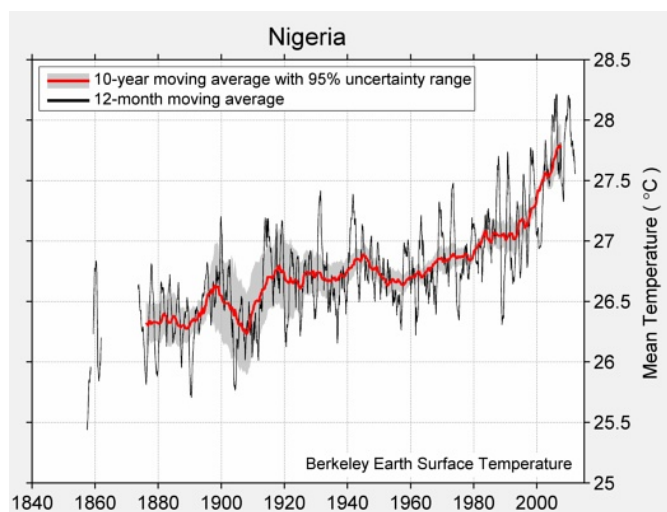 Nigeria
10-year moving average with 95% uncertainty range
12-month moving average
28.5
28
27.5
27
26.5
26
25.5
25
Mean Temperature ( °C )
Berkeley Earth Surface Temperature
1840 1860 1880 1900 1920 1940 1960 1980 2000